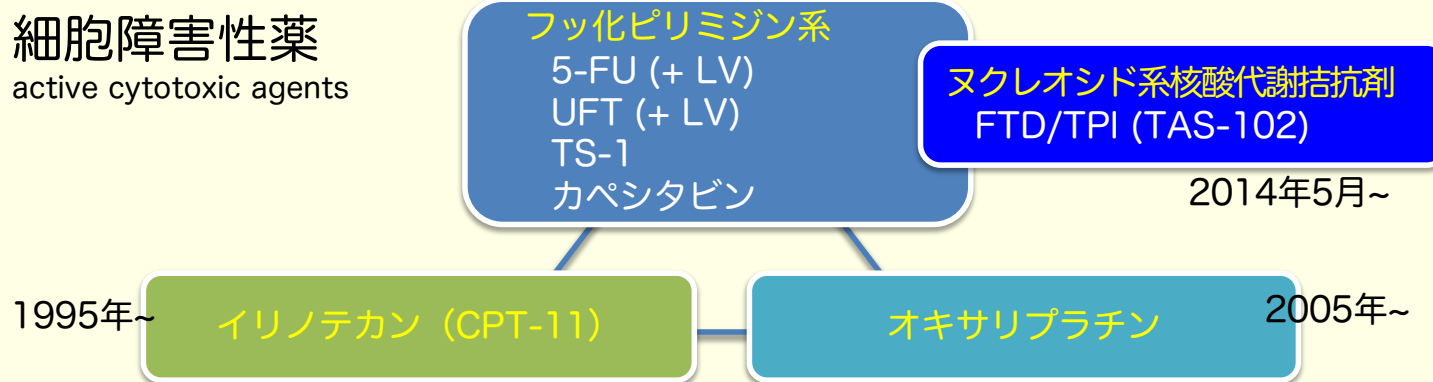 細胞障害性薬
active cytotoxic agents
フッ化ピリミジン系
5-FU (+ LV)
UFT (+ LV)
TS-1
カペシタビン
ヌクレオシド系核酸代謝拮抗剤
FTD/TPI (TAS-102)
2014年5月~
1995年~
イリノテカン（CPT-11）
オキサリプラチン
2005年~